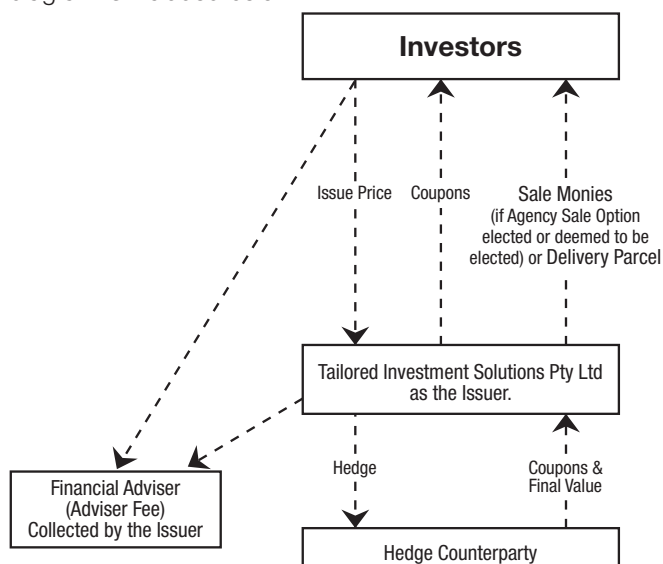 Investors
Issue Price
Coupons
Sale Monies
(if Agency Sale Option
elected or deemed to be
elected) or Delivery Parcel
Tailored Investment Solutions Pty Ltd
as the Issuer.
Hedge
Coupons &
Final Value
Financial Adviser
(Adviser Fee)
Collected by the Issuer
Hedge Counterparty